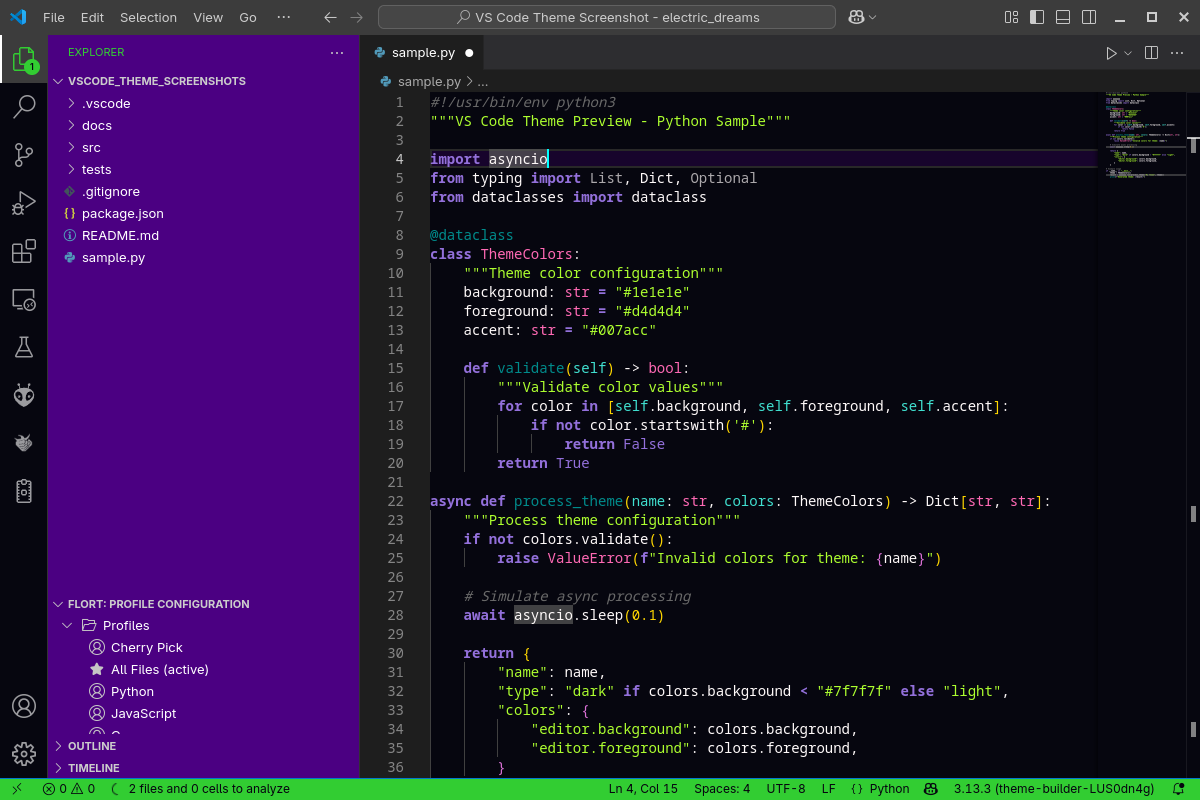 File Edit Selection View Go ···
VS Code Theme Screenshot - electric_dreams
EXPLORER
1
VSCODE_THEME_SCREENSHOTS
.vscode
docs
src
tests
.gitignore
package.json
README.md
sample.py
FLORT: PROFILE CONFIGURATION
Profiles
Cherry Pick
All Files (active)
Python
JavaScript
OUTLINE
TIMELINE
sample.py
sample.py > ...
1 #!/usr/bin/env python3
2 """VS Code Theme Preview - Python Sample"""
3
4 import asyncio
5 from typing import List, Dict, Optional
6 from dataclasses import dataclass
7
8 @dataclass
9 class ThemeColors:
10 """Theme color configuration"""
11 background: str = "#1e1e1e"
12 foreground: str = "#d4d4d4"
13 accent: str = "#007acc"
14
15 def validate(self) -> bool:
16 """Validate color values"""
17 for color in [self.background, self.foreground, self.accent]:
18 if not color.startswith('#'):
19 return False
20 return True
21
22 async def process_theme(name: str, colors: ThemeColors) -> Dict[str, str]:
23 """Process theme configuration"""
24 if not colors.validate():
25 raise ValueError(f"Invalid colors for theme: {name}")
26
27 # Simulate async processing
28 await asyncio.sleep(0.1)
29
30 return {
31 "name": name,
32 "type": "dark" if colors.background < "#7f7f7f" else "light",
33 "colors": {
34 "editor.background": colors.background,
35 "editor.foreground": colors.foreground,
36 }
0 0 2 files and 0 cells to analyze Ln 4, Col 15 Spaces: 4 UTF-8 LF {} Python 3.13.3 (theme-builder-LUS0dn4g)